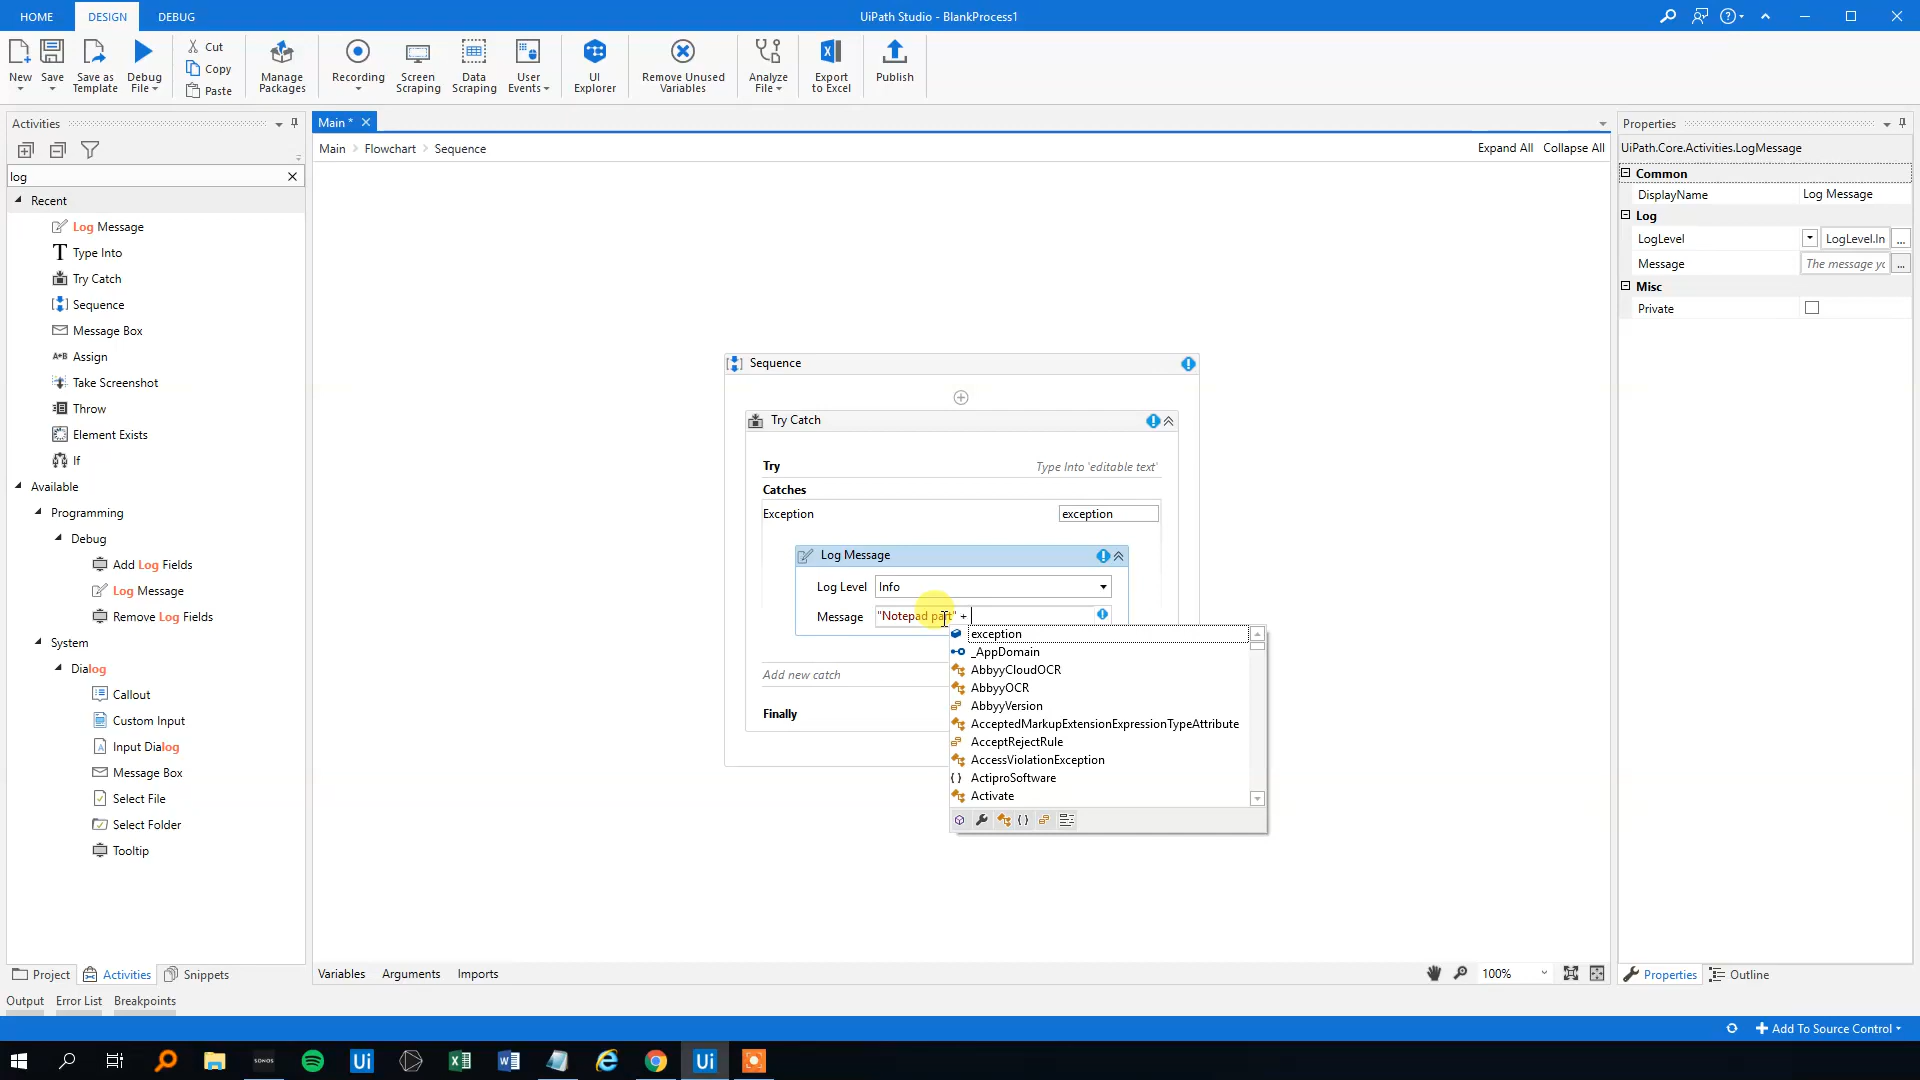 HOME DESIGN DEBUG UiPath Studio - BlankProcess1
New Save Save as Template Debug File Cut Copy Paste Manage Packages Recording Screen Scraping Data Scraping User Events UI Explorer Remove Unused Variables Analyze File Export to Excel Publish
Activities
log
Recent
Log Message
Type Into
Try Catch
Sequence
Message Box
Assign
Take Screenshot
Throw
Element Exists
If
Available
Programming
Debug
Add Log Fields
Log Message
Remove Log Fields
System
Dialog
Callout
Custom Input
Input Dialog
Message Box
Select File
Select Folder
Tooltip
Project Activities Snippets
Main *
Main > Flowchart > Sequence Expand All Collapse All
Sequence
Try Catch
Try Type Into 'editable text'
Catches
Exception exception
Log Message
Log Level Info
Message "Notepad part" +
exception
_AppDomain
AbbyyCloudOCR
AbbyyOCR
AbbyyVersion
AcceptedMarkupExtensionExpressionTypeAttribute
AcceptRejectRule
AccessViolationException
ActiproSoftware
Activate
Add new catch
Finally
Variables Arguments Imports 100%
Properties
UiPath.Core.Activities.LogMessage
Common
DisplayName Log Message
Log
LogLevel LogLevel.In ...
Message The message yo ...
Misc
Private
Properties Outline
Output Error List Breakpoints
Add To Source Control
SONOS
Ui
Ui